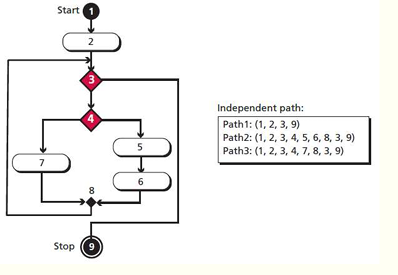 Start 1
2
3
4
5
7
6
8
Stop 9
Independent path:
Path1: (1, 2, 3, 9)
Path2: (1, 2, 3, 4, 5, 6, 8, 3, 9)
Path3: (1, 2, 3, 4, 7, 8, 3, 9)